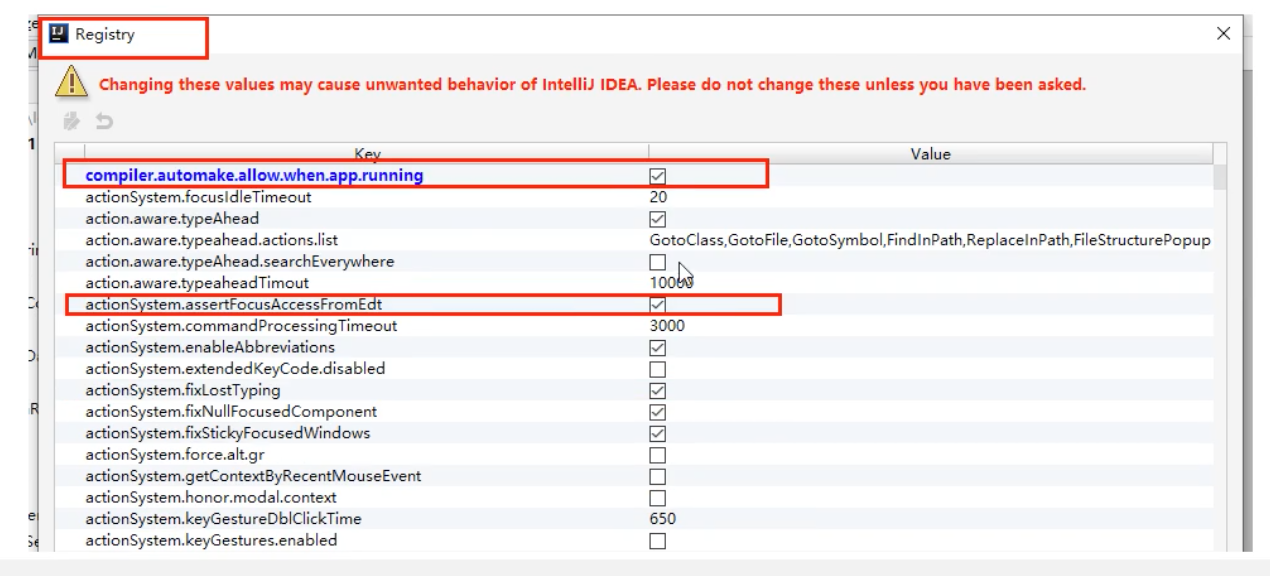 Registry
Changing these values may cause unwanted behavior of IntelliJ IDEA. Please do not change these unless you have been asked.
Key Value
compiler.automake.allow.when.app.running
actionSystem.focusIdleTimeout 20
action.aware.typeAhead
action.aware.typeahead.actions.list GotoClass,GotoFile,GotoSymbol,FindInPath,ReplaceInPath,FileStructurePopup
action.aware.typeAhead.searchEverywhere
action.aware.typeaheadTimout 10000
actionSystem.assertFocusAccessFromEdt
actionSystem.commandProcessingTimeout 3000
actionSystem.enableAbbreviations
actionSystem.extendedKeyCode.disabled
actionSystem.fixLostTyping
actionSystem.fixNullFocusedComponent
actionSystem.fixStickyFocusedWindows
actionSystem.force.alt.gr
actionSystem.getContextByRecentMouseEvent
actionSystem.honor.modal.context
actionSystem.keyGestureDblClickTime 650
actionSystem.keyGestures.enabled